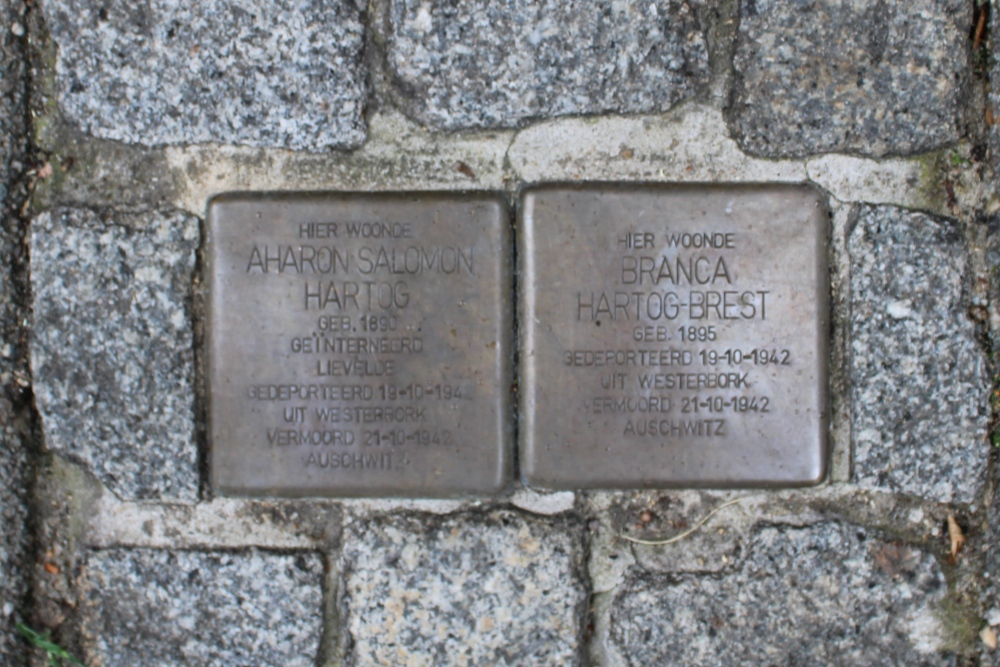 HIER WOONDE
AHARON SALOMON
HARTOG
GEB. 1890
GEÏNTERNEERD
LIEVELDE
GEDEPORTEERD 19-10-1942
UIT WESTERBORK
VERMOORD 21-10-1942
AUSCHWITZ
HIER WOONDE
BRANCA
HARTOG-BREST
GEB. 1895
GEDEPORTEERD 19-10-1942
UIT WESTERBORK
VERMOORD 21-10-1942
AUSCHWITZ